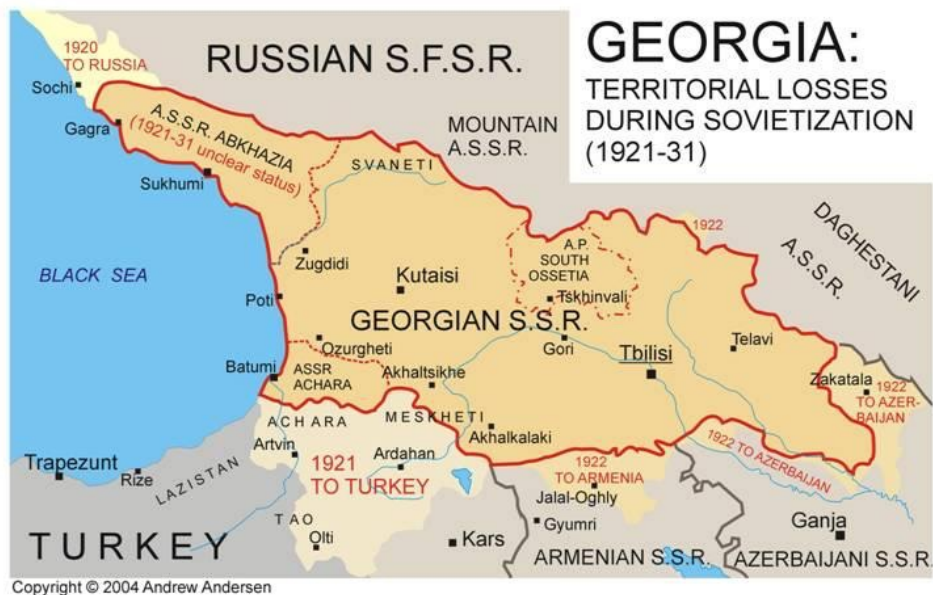 GEORGIA:
TERRITORIAL LOSSES
DURING SOVIETIZATION
(1921-31)
1920
TO RUSSIA
RUSSIAN S.F.S.R.
Sochi
Gagra
A.S.S.R. ABKHAZIA
(1921-31 unclear status)
MOUNTAIN
A.S.S.R.
SVANETI
Sukhumi
1922
DAGHESTANI
A.S.S.R.
A.P.
SOUTH
OSSETIA
BLACK SEA
Zugdidi
Kutaisi
Tskhinvali
Poti
GEORGIAN S.S.R.
Ozurgheti
Gori
Tbilisi
Telavi
Batumi
ASSR
ACHARA
Akhaltsikhe
Zakatala
1922
TO AZER-
BAIJAN
ACHARA
MESKHETI
Akhalkalaki
Artvin
Ardahan
1922 TO AZERBAIJAN
Trapezunt
Rize
LAZISTAN
1921
TO TURKEY
1922
TO ARMENIA
Jalal-Oghly
TAO
Olti
Kars
Gyumri
Ganja
TURKEY
ARMENIAN S.S.R.
AZERBAIJANI S.S.R.
Copyright © 2004 Andrew Andersen